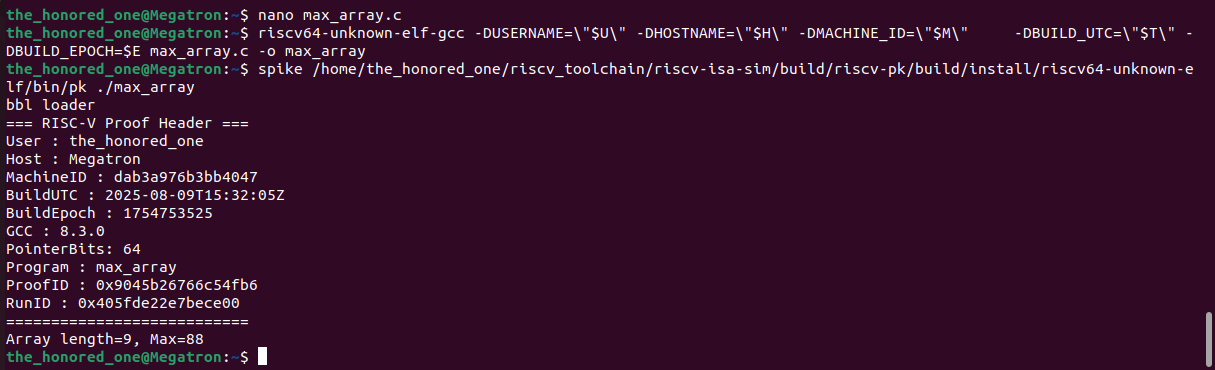 the_honored_one@Megatron:~$ nano max_array.c
the_honored_one@Megatron:~$ riscv64-unknown-elf-gcc -DUSERNAME=\"$U\" -DHOSTNAME=\"$H\" -DMACHINE_ID=\"$M\"     -DBUILD_UTC=\"$T\" -
DBUILD_EPOCH=$E max_array.c -o max_array
the_honored_one@Megatron:~$ spike /home/the_honored_one/riscv_toolchain/riscv-isa-sim/build/riscv-pk/build/install/riscv64-unknown-e
lf/bin/pk ./max_array
bbl loader
=== RISC-V Proof Header ===
User : the_honored_one
Host : Megatron
MachineID : dab3a976b3bb4047
BuildUTC : 2025-08-09T15:32:05Z
BuildEpoch : 1754753525
GCC : 8.3.0
PointerBits: 64
Program : max_array
ProofID : 0x9045b26766c54fb6
RunID : 0x405fde22e7bece00
===========================
Array length=9, Max=88
the_honored_one@Megatron:~$